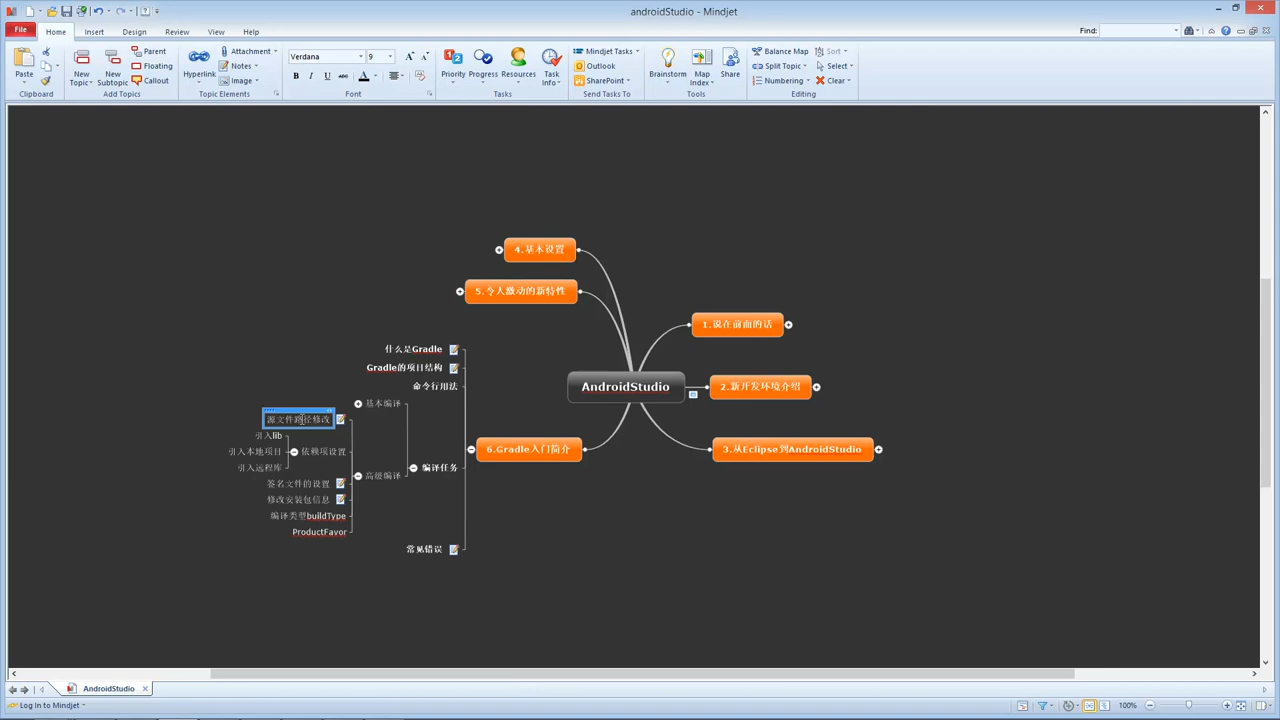 androidStudio - Mindjet
File
Home
Insert
Design
Review
View
Help
Find:
Paste
Clipboard
New Topic
New Subtopic
Parent
Floating
Callout
Add Topics
Hyperlink
Attachment
Notes
Image
Topic Elements
Verdana
9
B
I
U
abc
A
Font
Priority
Progress
Resources
Task Info
Tasks
Mindjet Tasks
Outlook
SharePoint
Send Tasks To
Brainstorm
Map Index
Share
Tools
Balance Map
Split Topic
Numbering
Sort
Select
Clear
Editing
4.基本设置
5.令人激动的新特性
1.说在前面的话
什么是Gradle
Gradle的项目结构
命令行用法
AndroidStudio
2.新开发环境介绍
基本编译
源文件路径修改
引入lib
引入本地项目
依赖项设置
引入远程库
6.Gradle入门简介
3.从Eclipse到AndroidStudio
编译任务
高级编译
签名文件的设置
修改安装包信息
编译类型buildType
ProductFavor
常见错误
AndroidStudio
Log In to Mindjet
100%